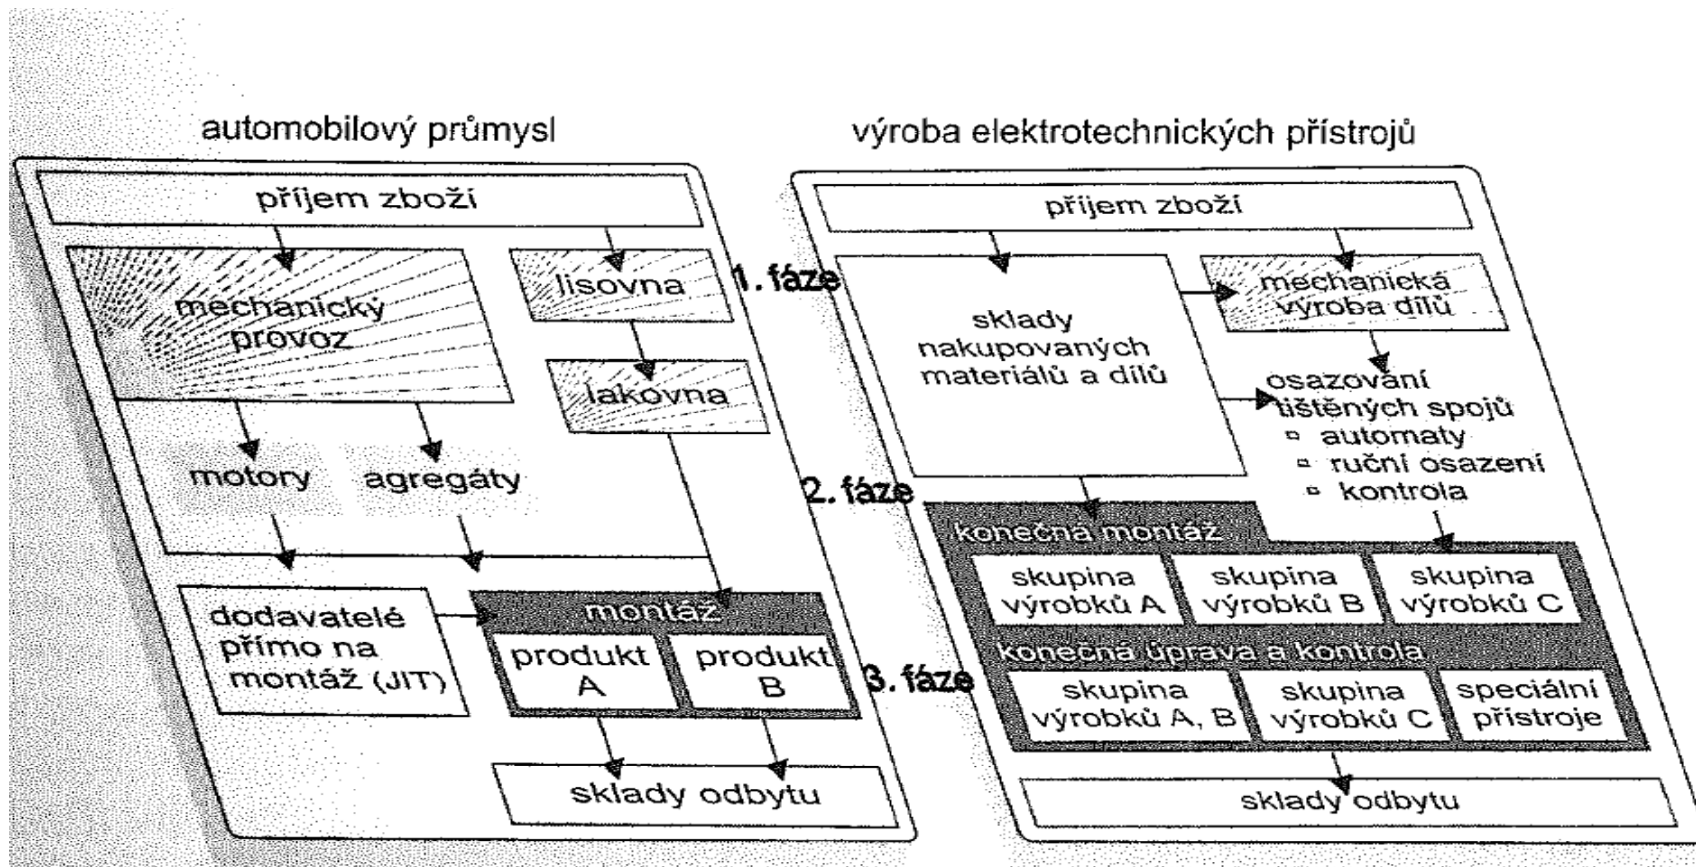 automobilový průmysl
příjem zboží
mechanický
provoz
lisovna
lakovna
motory
agregáty
dodavatelé
přímo na
montáž (JIT)
montáž
produkt
A
produkt
B
sklady odbytu
1. fáze
2. fáze
3. fáze
výroba elektrotechnických přístrojů
příjem zboží
sklady
nakupovaných
materiálů a dílů
mechanická
výroba dílů
osazování
tištěných spojů
▫ automaty
▫ ruční osazení
▫ kontrola
konečná montáž
skupina
výrobků A
skupina
výrobků B
skupina
výrobků C
konečná úprava a kontrola
skupina
výrobků A, B
skupina
výrobků C
speciální
přístroje
sklady odbytu